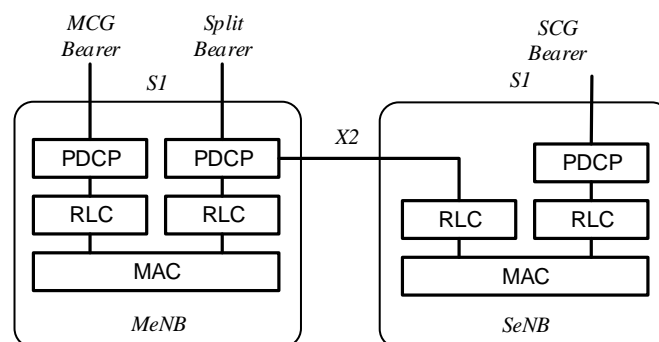 MCG Bearer
Split Bearer
SCG Bearer
S1
S1
X2
PDCP
PDCP
PDCP
RLC
RLC
RLC
RLC
MAC
MAC
MeNB
SeNB